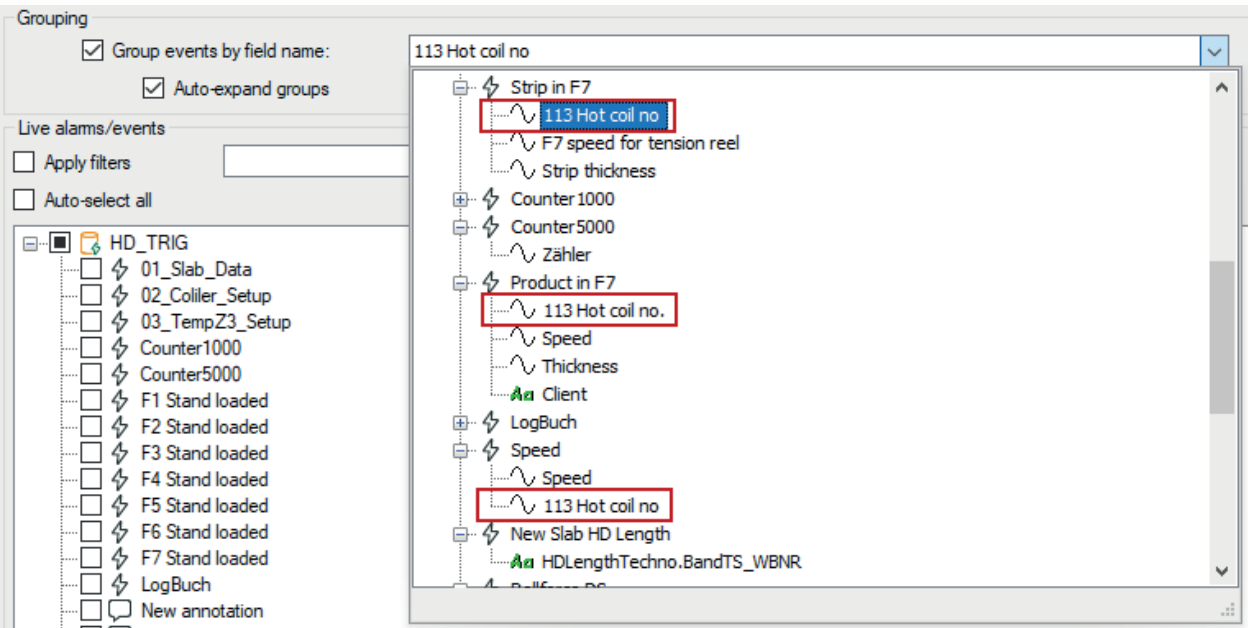 Grouping
Group events by field name:
113 Hot coil no
Auto-expand groups
Live alarms/events
Apply filters
Auto-select all
HD_TRIG
01_Slab_Data
02_Coliler_Setup
03_TempZ3_Setup
Counter1000
Counter5000
F1 Stand loaded
F2 Stand loaded
F3 Stand loaded
F4 Stand loaded
F5 Stand loaded
F6 Stand loaded
F7 Stand loaded
LogBuch
New annotation
Strip in F7
113 Hot coil no
F7 speed for tension reel
Strip thickness
Counter1000
Counter5000
Zähler
Product in F7
113 Hot coil no.
Speed
Thickness
Aa Client
LogBuch
Speed
Speed
113 Hot coil no
New Slab HD Length
Aa HDLengthTechno.BandTS_WBNR